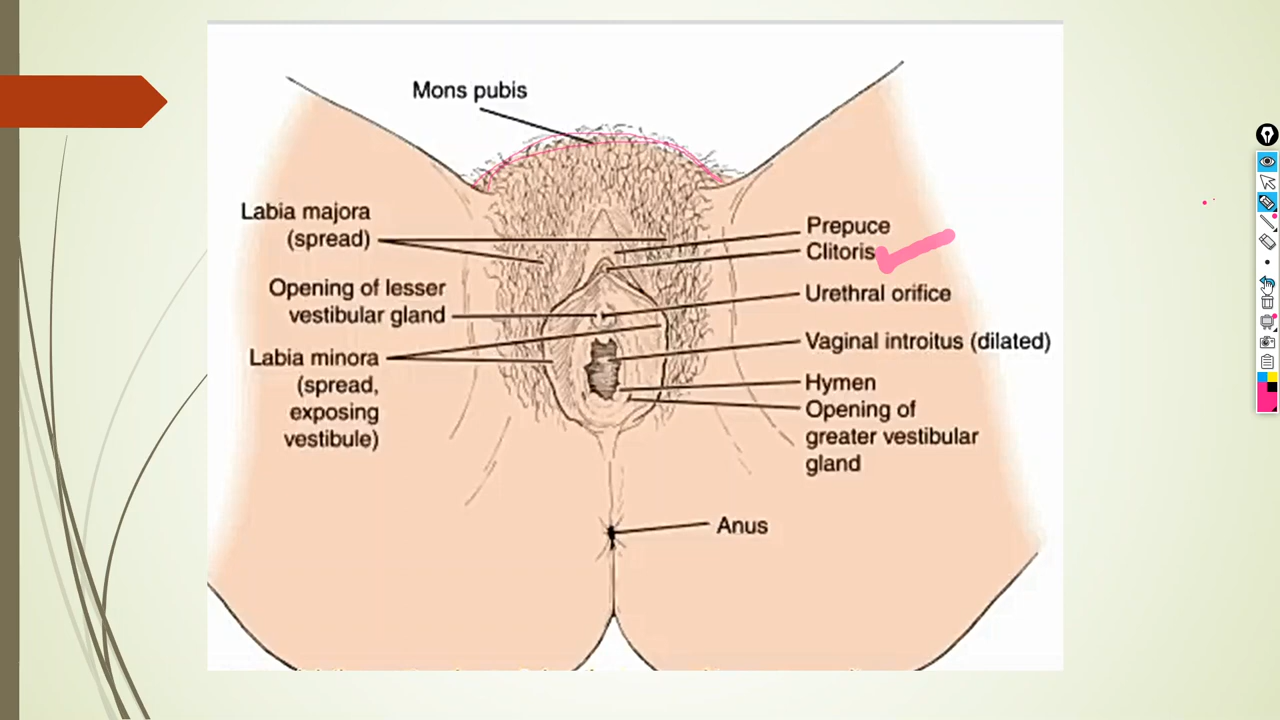 Mons pubis
Labia majora
(spread)
Opening of lesser
vestibular gland
Labia minora
(spread,
exposing
vestibule)
Prepuce
Clitoris
Urethral orifice
Vaginal introitus (dilated)
Hymen
Opening of
greater vestibular
gland
Anus